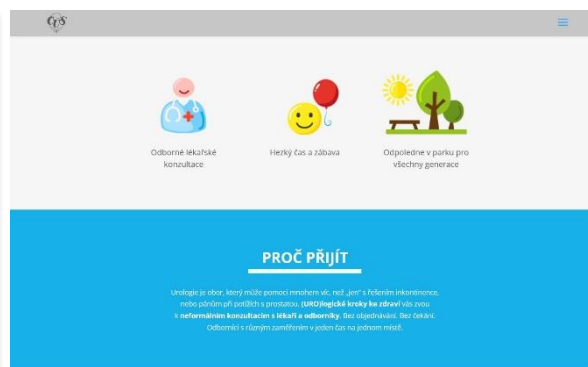 ČUS
Odborné lékařské
konzultace
Hezký čas a zábava
Odpoledne v parku pro
všechny generace
PROČ PŘIJÍT
Urologie je obor, který může pomoci mnohem víc, než „jen“ s řešením inkontinence,
nebo pánům při potížích s prostatou. (URO)logické kroky ke zdraví vás zvou
k neformálním konzultacím s lékaři a odborníky. Bez objednávání. Bez čekání.
Odborníci s různým zaměřením v jeden čas na jednom místě.